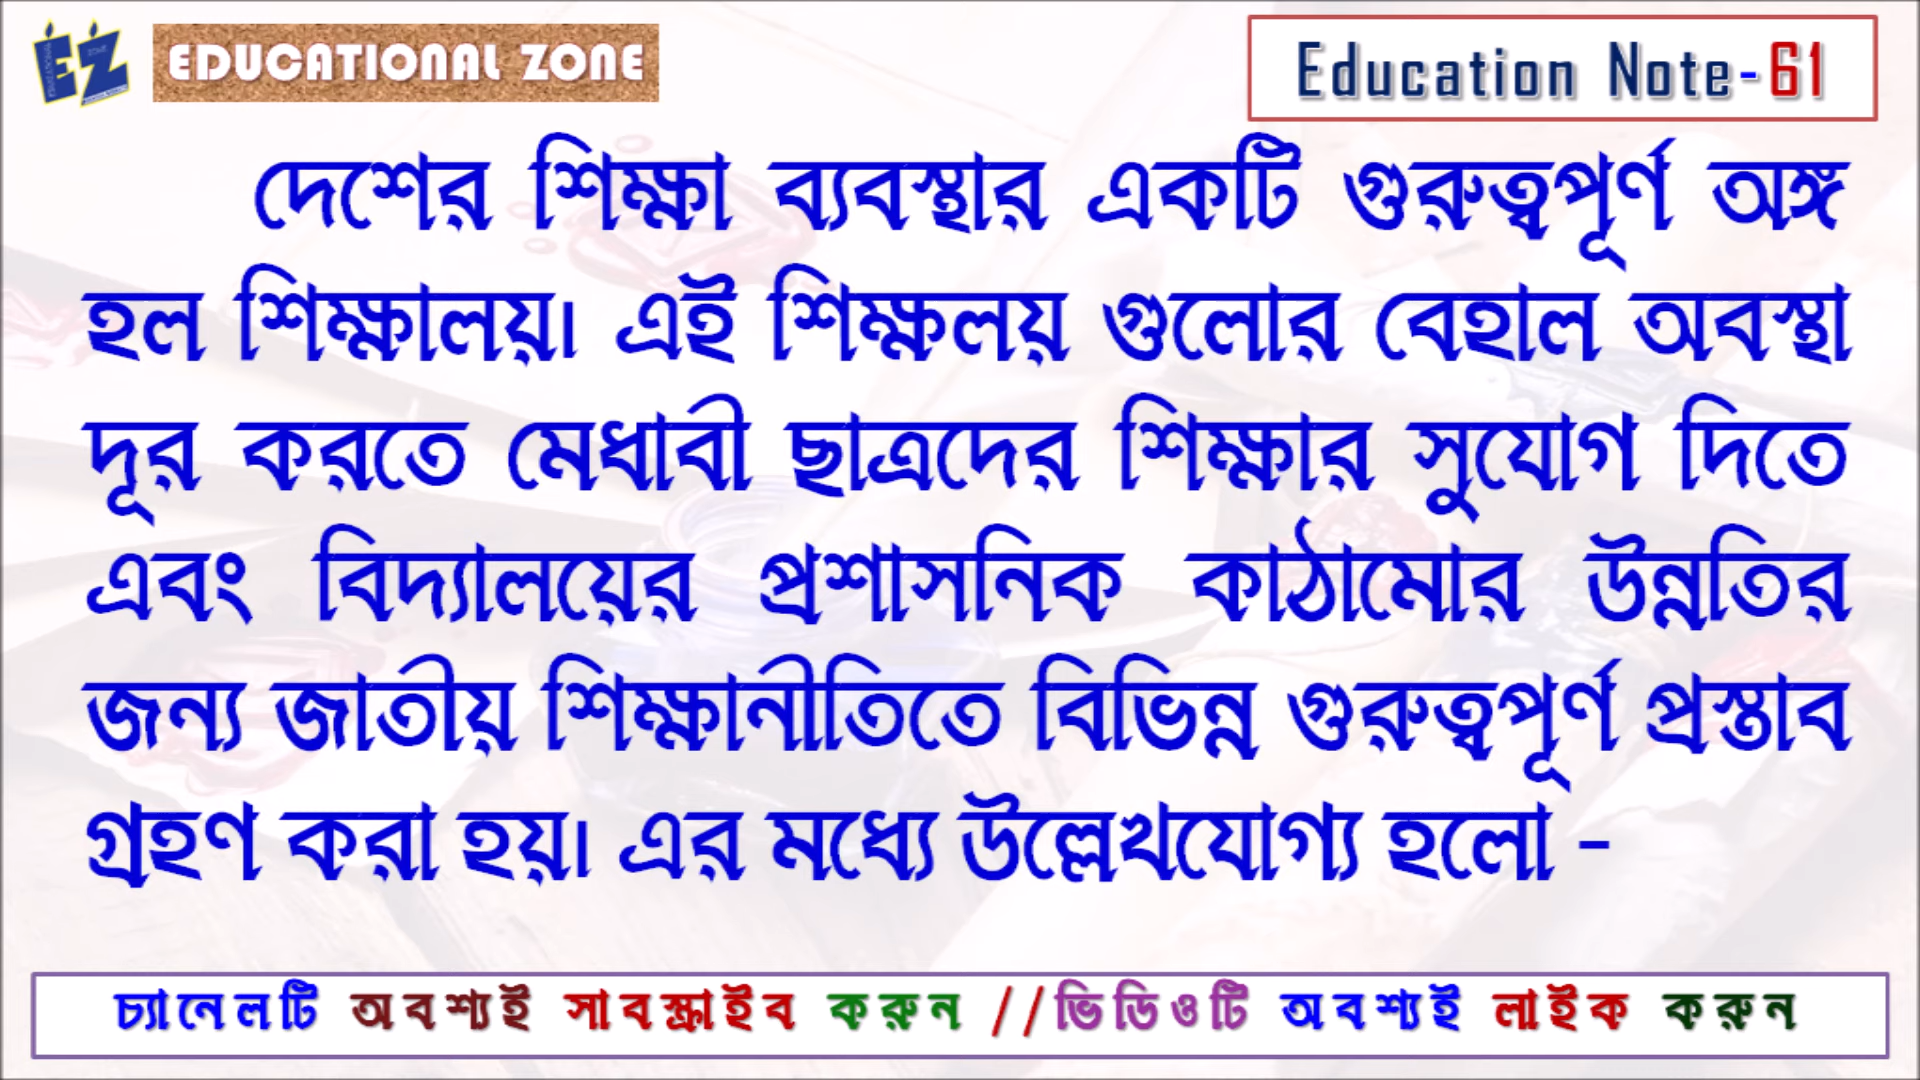 EZ EDUCATIONAL ZONE
Education Note-61
দেশের শিক্ষা ব্যবস্থার একটি গুরুত্বপূর্ণ অঙ্গ
হল শিক্ষালয়। এই শিক্ষলয় গুলোর বেহাল অবস্থা
দূর করতে মেধাবী ছাত্রদের শিক্ষার সুযোগ দিতে
এবং বিদ্যালয়ের প্রশাসনিক কাঠামোর উন্নতির
জন্য জাতীয় শিক্ষানীতিতে বিভিন্ন গুরুত্বপূর্ণ প্রস্তাব
গ্রহণ করা হয়। এর মধ্যে উল্লেখযোগ্য হলো -
চ্যানেলটি অবশ্যই সাবস্ক্রাইব করুন //ভিডিওটি অবশ্যই লাইক করুন